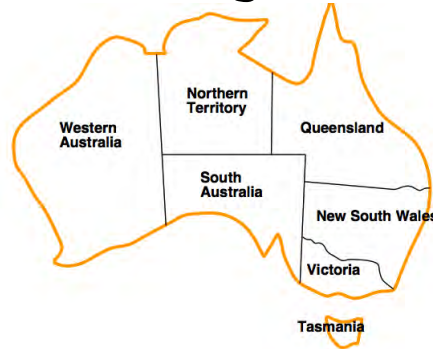 Northern
Territory
Western
Australia
Queensland
South
Australia
New South Wales
Victoria
Tasmania